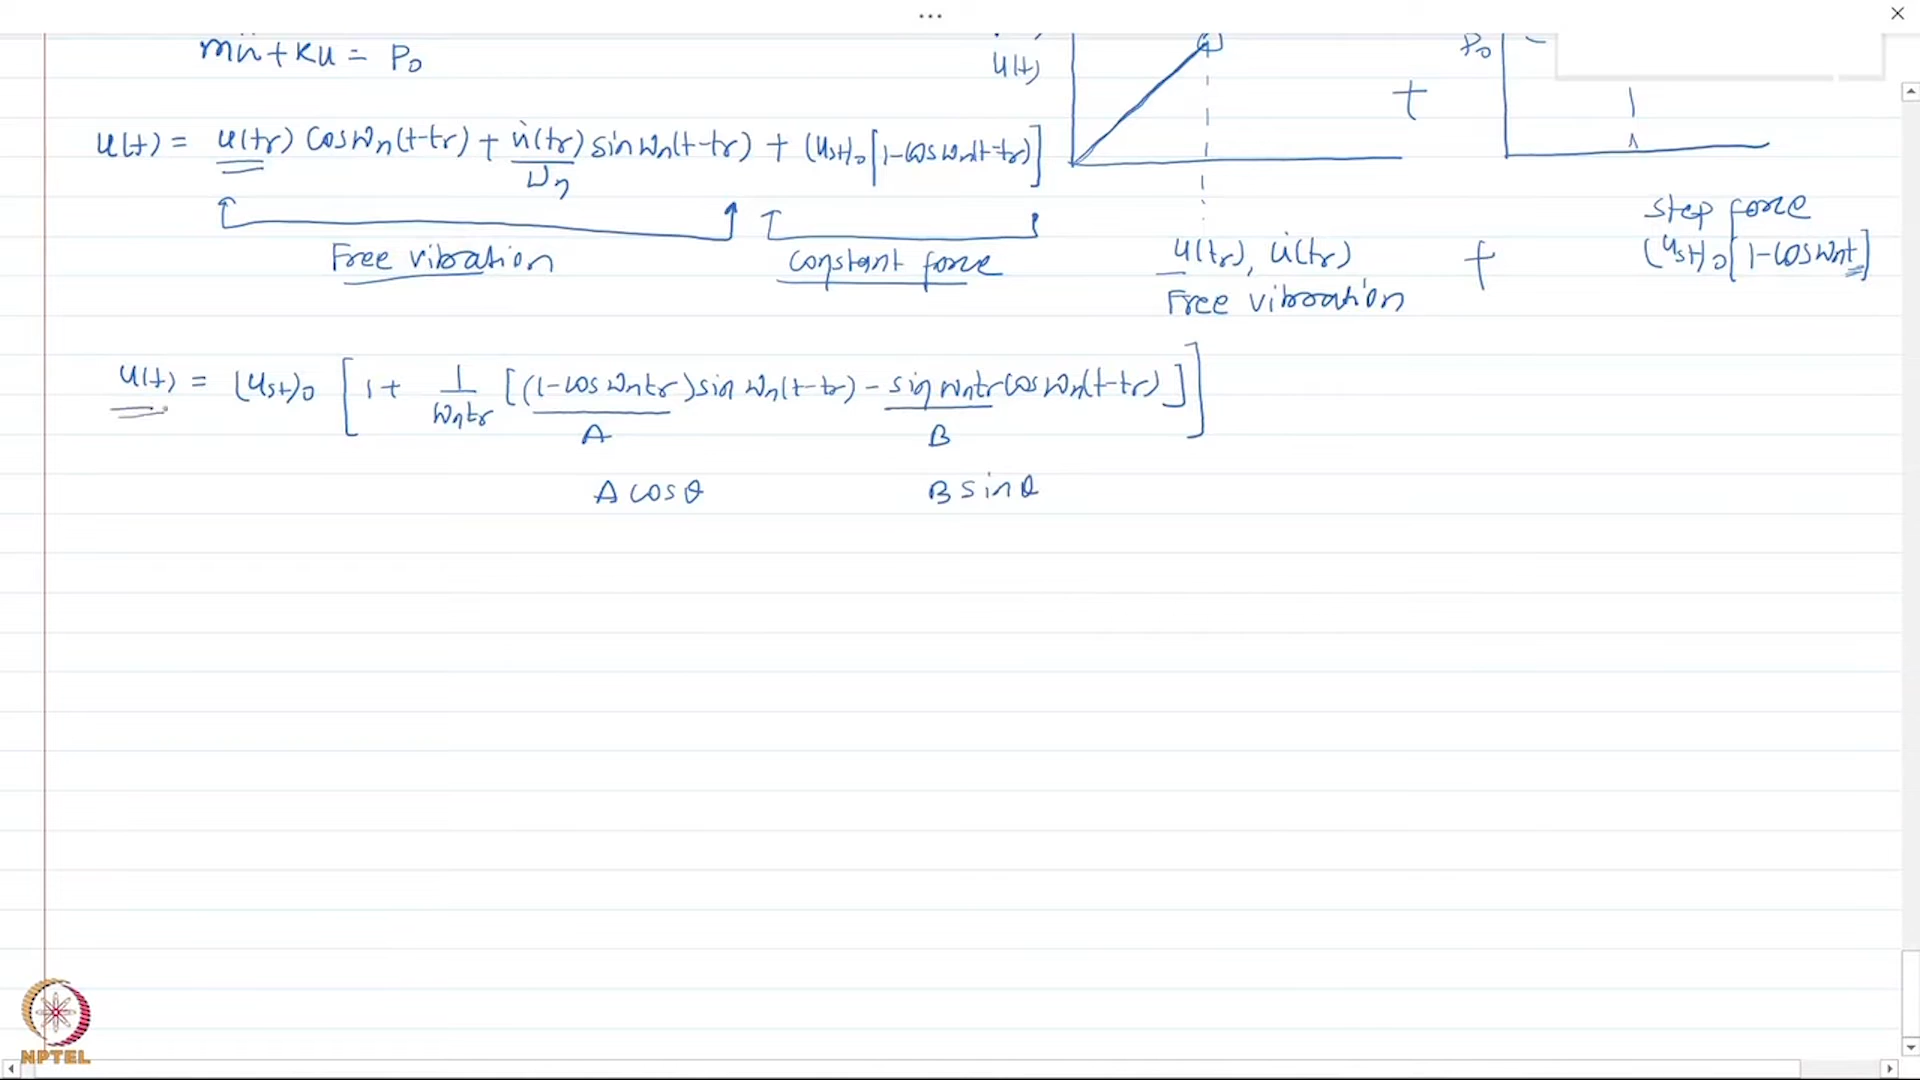 mü + ku = P₀
u(t)
P₀
t
u(t) = u(tr) cos ωn(t-tr) + u̇(tr)/ωn sin ωn(t-tr) + (ust)₀ [1-cos ωn(t-tr)]
Free vibration
constant force
u(tr), u̇(tr)
Free vibration
+
step force
(ust)₀ [1-cos ωnt]
u(t) = (ust)₀ [1 + 1/ωntr [(1-cos ωntr) sin ωn(t-tr) - sin ωntr cos ωn(t-tr)]]
A
B
A cos θ
B sin θ
NPTEL